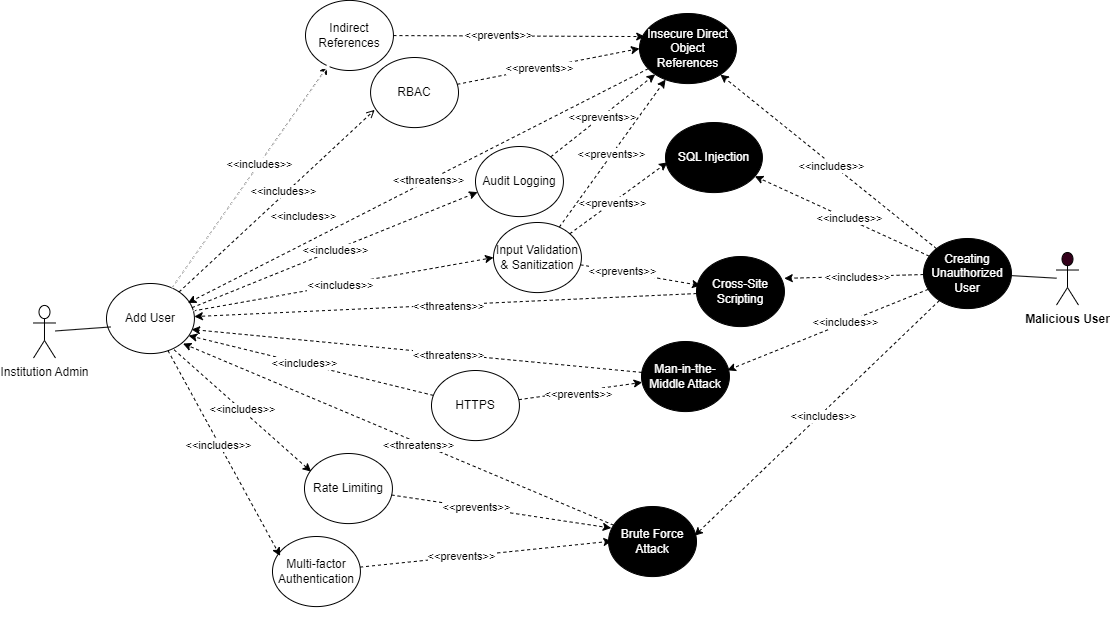 Indirect
References
<<prevents>>
Insecure Direct
Object
References
RBAC
<<prevents>>
<<prevents>>
<<includes>>
<<prevents>>
SQL Injection
<<includes>>
<<includes>>
<<threatens>>
Audit Logging
<<includes>>
<<prevents>>
<<includes>>
<<includes>>
Input Validation
& Sanitization
<<prevents>>
Creating
Unauthorized
User
<<includes>>
<<includes>>
Cross-Site
Scripting
<<threatens>>
Malicious User
Add User
<<includes>>
Institution Admin
<<threatens>>
<<includes>>
Man-in-the-
Middle Attack
HTTPS
<<prevents>>
<<includes>>
<<includes>>
<<includes>>
<<threatens>>
Rate Limiting
<<prevents>>
Brute Force
Attack
<<prevents>>
Multi-factor
Authentication